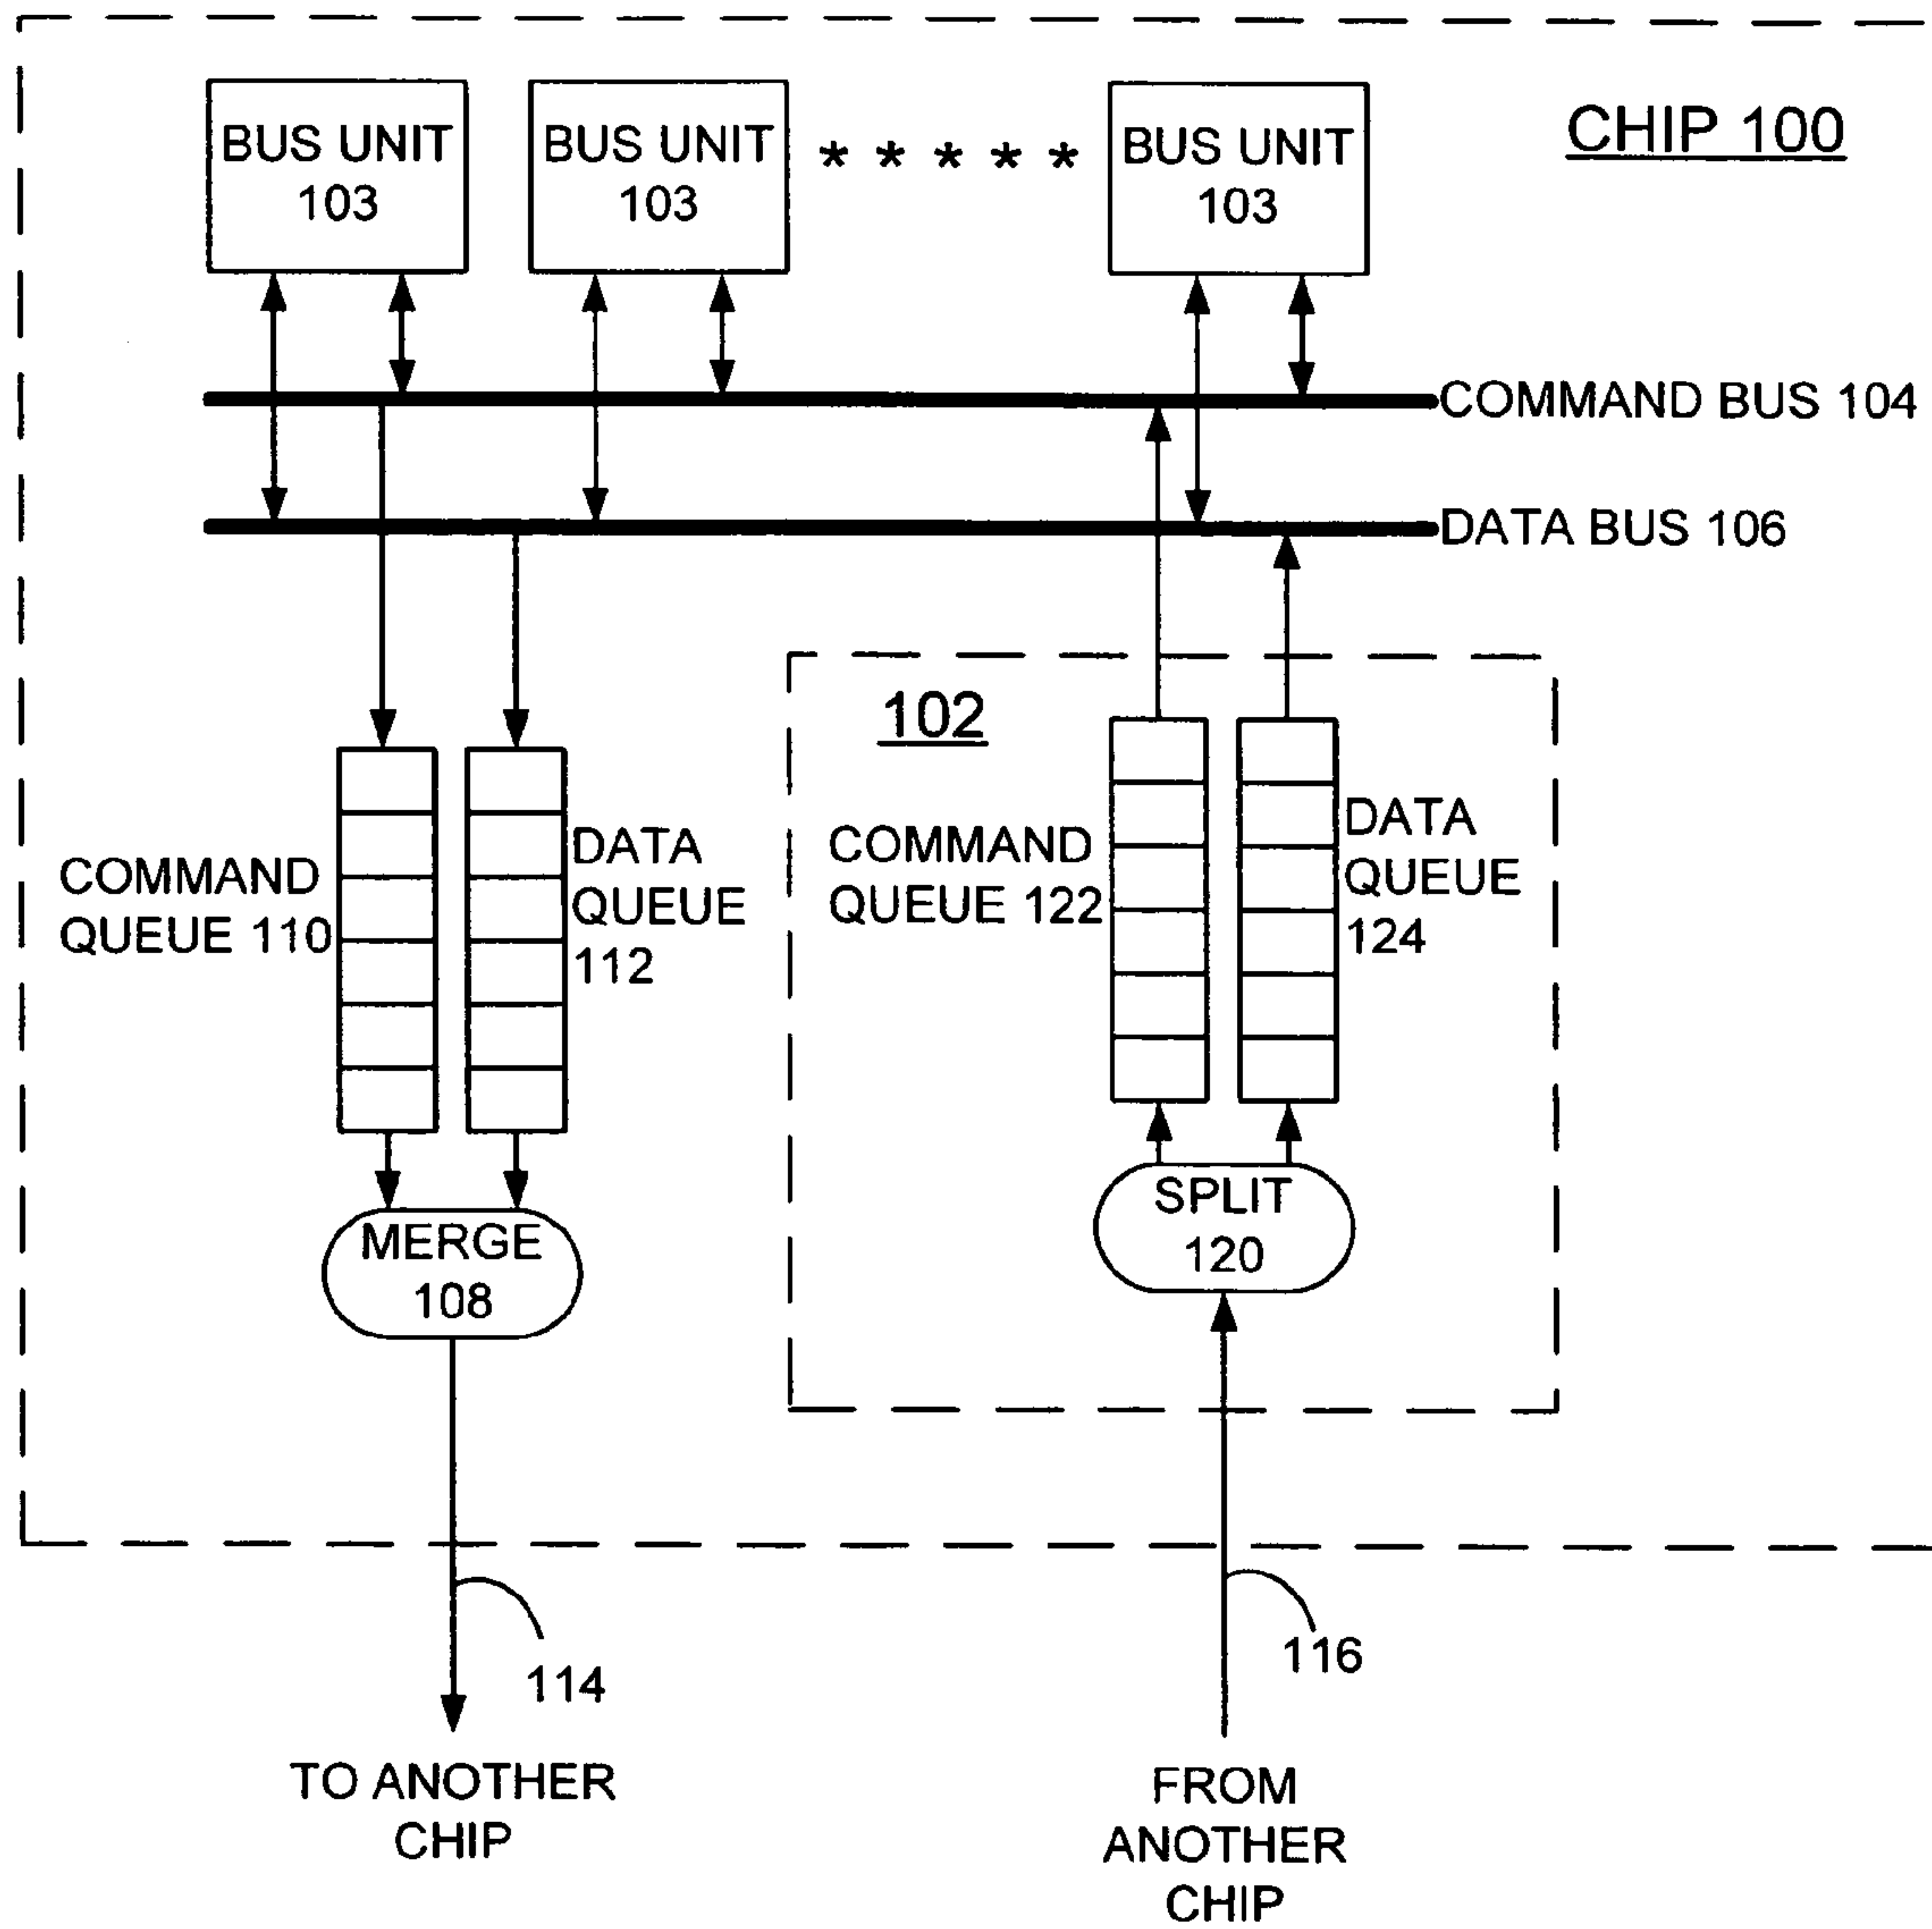 CHIP 100
BUS UNIT
103
BUS UNIT
103
* * * * *
BUS UNIT
103
COMMAND BUS 104
DATA BUS 106
102
COMMAND
QUEUE 110
DATA
QUEUE
112
COMMAND
QUEUE 122
DATA
QUEUE
124
MERGE
108
SPLIT
120
114
116
TO ANOTHER
CHIP
FROM
ANOTHER
CHIP